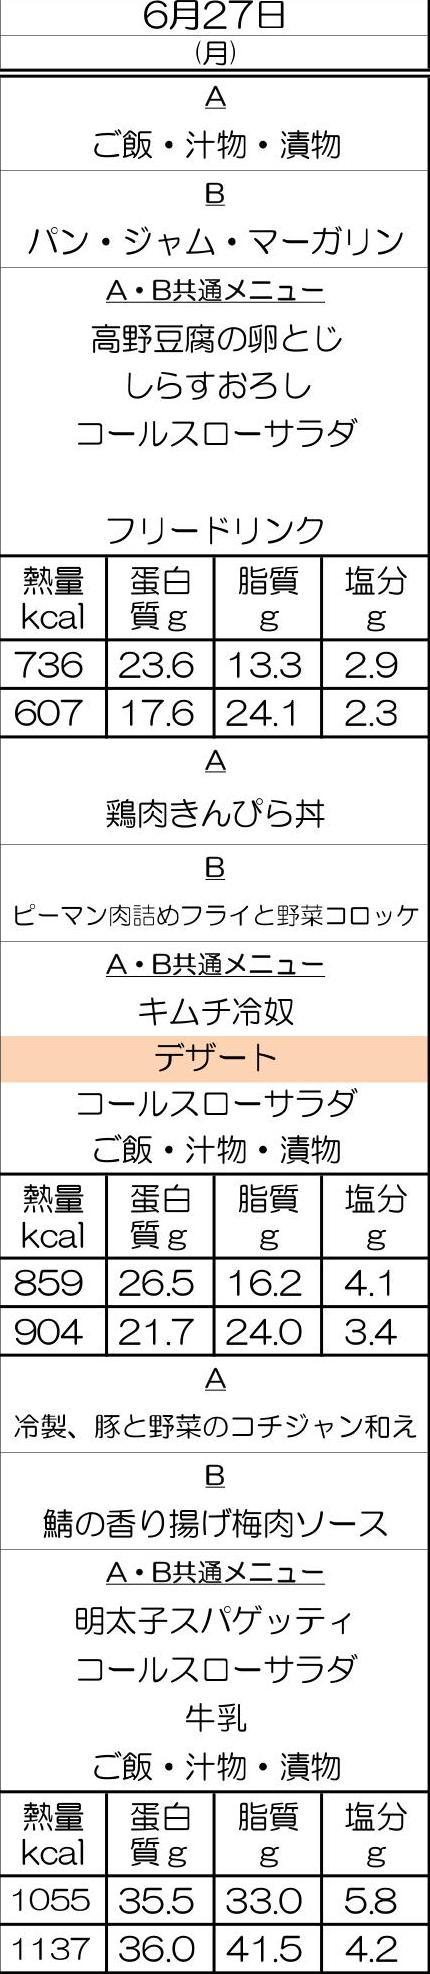 6月27日
(月)
A
ご飯・汁物・漬物
B
パン・ジャム・マーガリン
A・B共通メニュー
高野豆腐の卵とじ
しらすおろし
コールスローサラダ
フリードリンク
熱量 蛋白 脂質 塩分
kcal 質g g g
736 23.6 13.3 2.9
607 17.6 24.1 2.3
A
鶏肉きんぴら丼
B
ピーマン肉詰めフライと野菜コロッケ
A・B共通メニュー
キムチ冷奴
デザート
コールスローサラダ
ご飯・汁物・漬物
熱量 蛋白 脂質 塩分
kcal 質g g g
859 26.5 16.2 4.1
904 21.7 24.0 3.4
A
冷製、豚と野菜のコチジャン和え
B
鯖の香り揚げ梅肉ソース
A・B共通メニュー
明太子スパゲッティ
コールスローサラダ
牛乳
ご飯・汁物・漬物
熱量 蛋白 脂質 塩分
kcal 質g g g
1055 35.5 33.0 5.8
1137 36.0 41.5 4.2